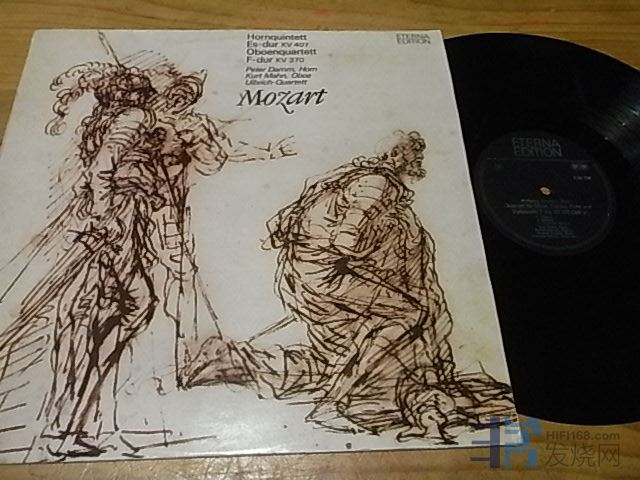 Hornquintett
Es-dur KV 407
Oboenquartett
F-dur KV 370
Peter Damm, Horn
Kurt Mahn, Oboe
Ulbrich-Quartett
Mozart
ETERNA
EDITION
ETERNA
EDITION
HIFI168.com
发烧网